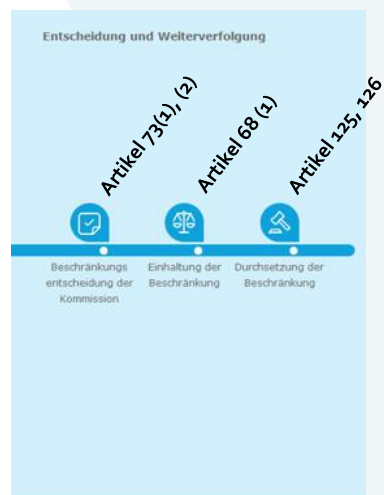 Entscheidung und Weiterverfolgung
Artikel 73(1), (2)
Artikel 68 (1)
Artikel 125, 126
Beschränkungs
entscheidung der
Kommission
Einhaltung der
Beschränkung
Durchsetzung der
Beschränkung